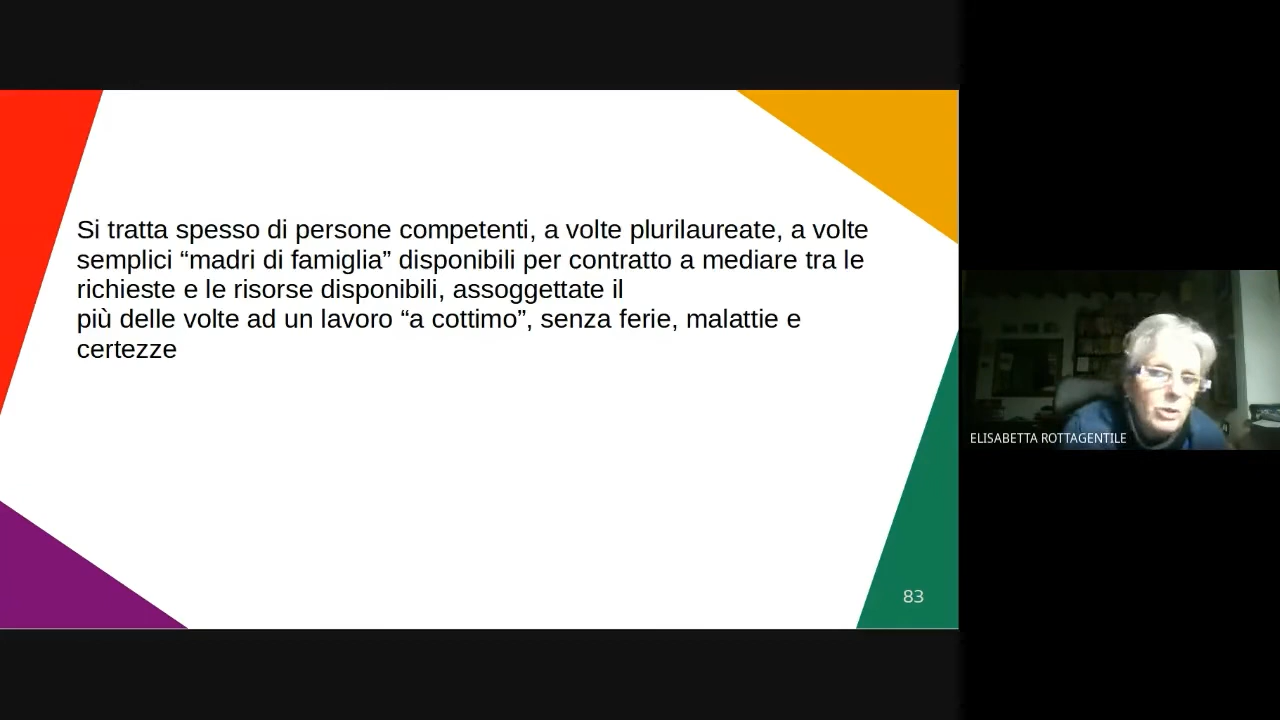 Si tratta spesso di persone competenti, a volte plurilaureate, a volte
semplici “madri di famiglia” disponibili per contratto a mediare tra le
richieste e le risorse disponibili, assoggettate il
più delle volte ad un lavoro “a cottimo”, senza ferie, malattie e
certezze
83
ELISABETTA ROTTAGENTILE